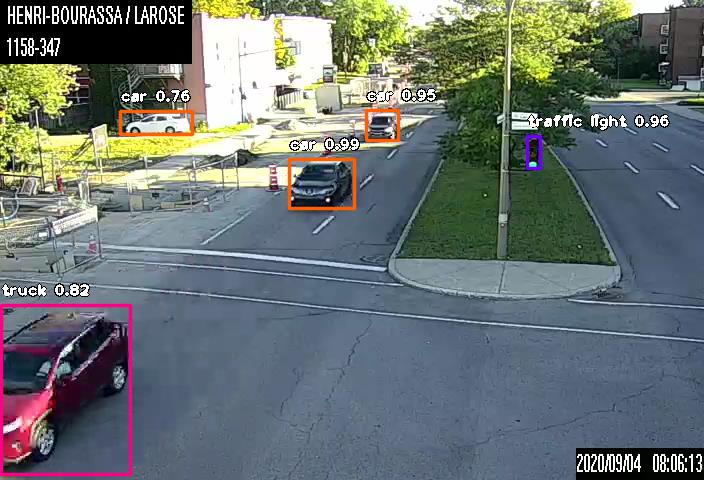 HENRI-BOURASSA / LAROSE
1158-347
car 0.76
car 0.95
traffic light 0.96
car 0.99
truck 0.82
2020/09/04 08:06:13